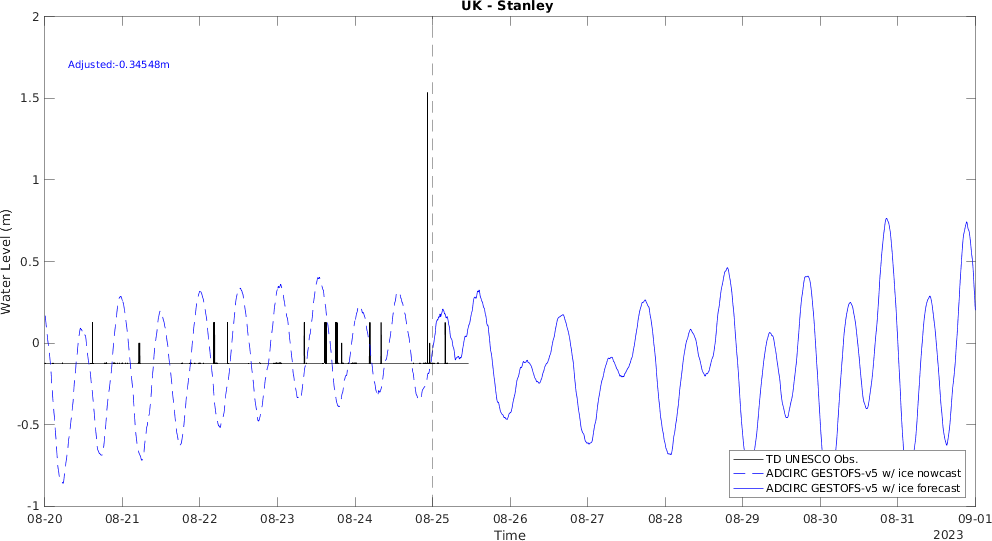 UK - Stanley
Adjusted:-0.34548m
Water Level (m)
2
1.5
1
0.5
0
-0.5
-1
TD UNESCO Obs.
ADCIRC GESTOFS-v5 w/ ice nowcast
ADCIRC GESTOFS-v5 w/ ice forecast
08-20 08-21 08-22 08-23 08-24 08-25 08-26 08-27 08-28 08-29 08-30 08-31 09-01
Time
2023